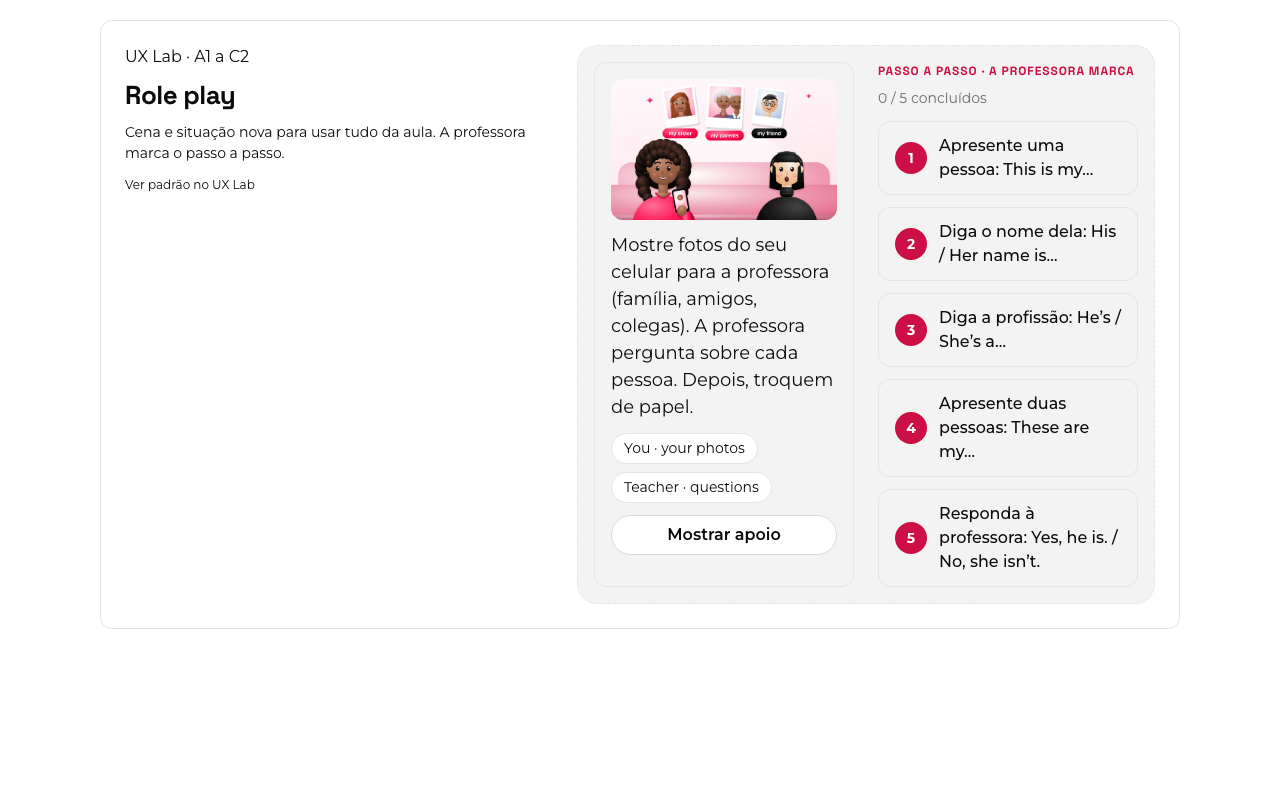 UX Lab · A1 a C2
Role play
Cena e situação nova para usar tudo da aula. A professora
marca o passo a passo.
Ver padrão no UX Lab
my sister
my parents
my friend
Mostre fotos do seu
celular para a professora
(família, amigos,
colegas). A professora
pergunta sobre cada
pessoa. Depois, troquem
de papel.
You · your photos
Teacher · questions
Mostrar apoio
PASSO A PASSO · A PROFESSORA MARCA
0 / 5 concluídos
1
Apresente uma
pessoa: This is my…
2
Diga o nome dela: His
/ Her name is…
3
Diga a profissão: He’s /
She’s a…
4
Apresente duas
pessoas: These are
my…
5
Responda à
professora: Yes, he is. /
No, she isn’t.